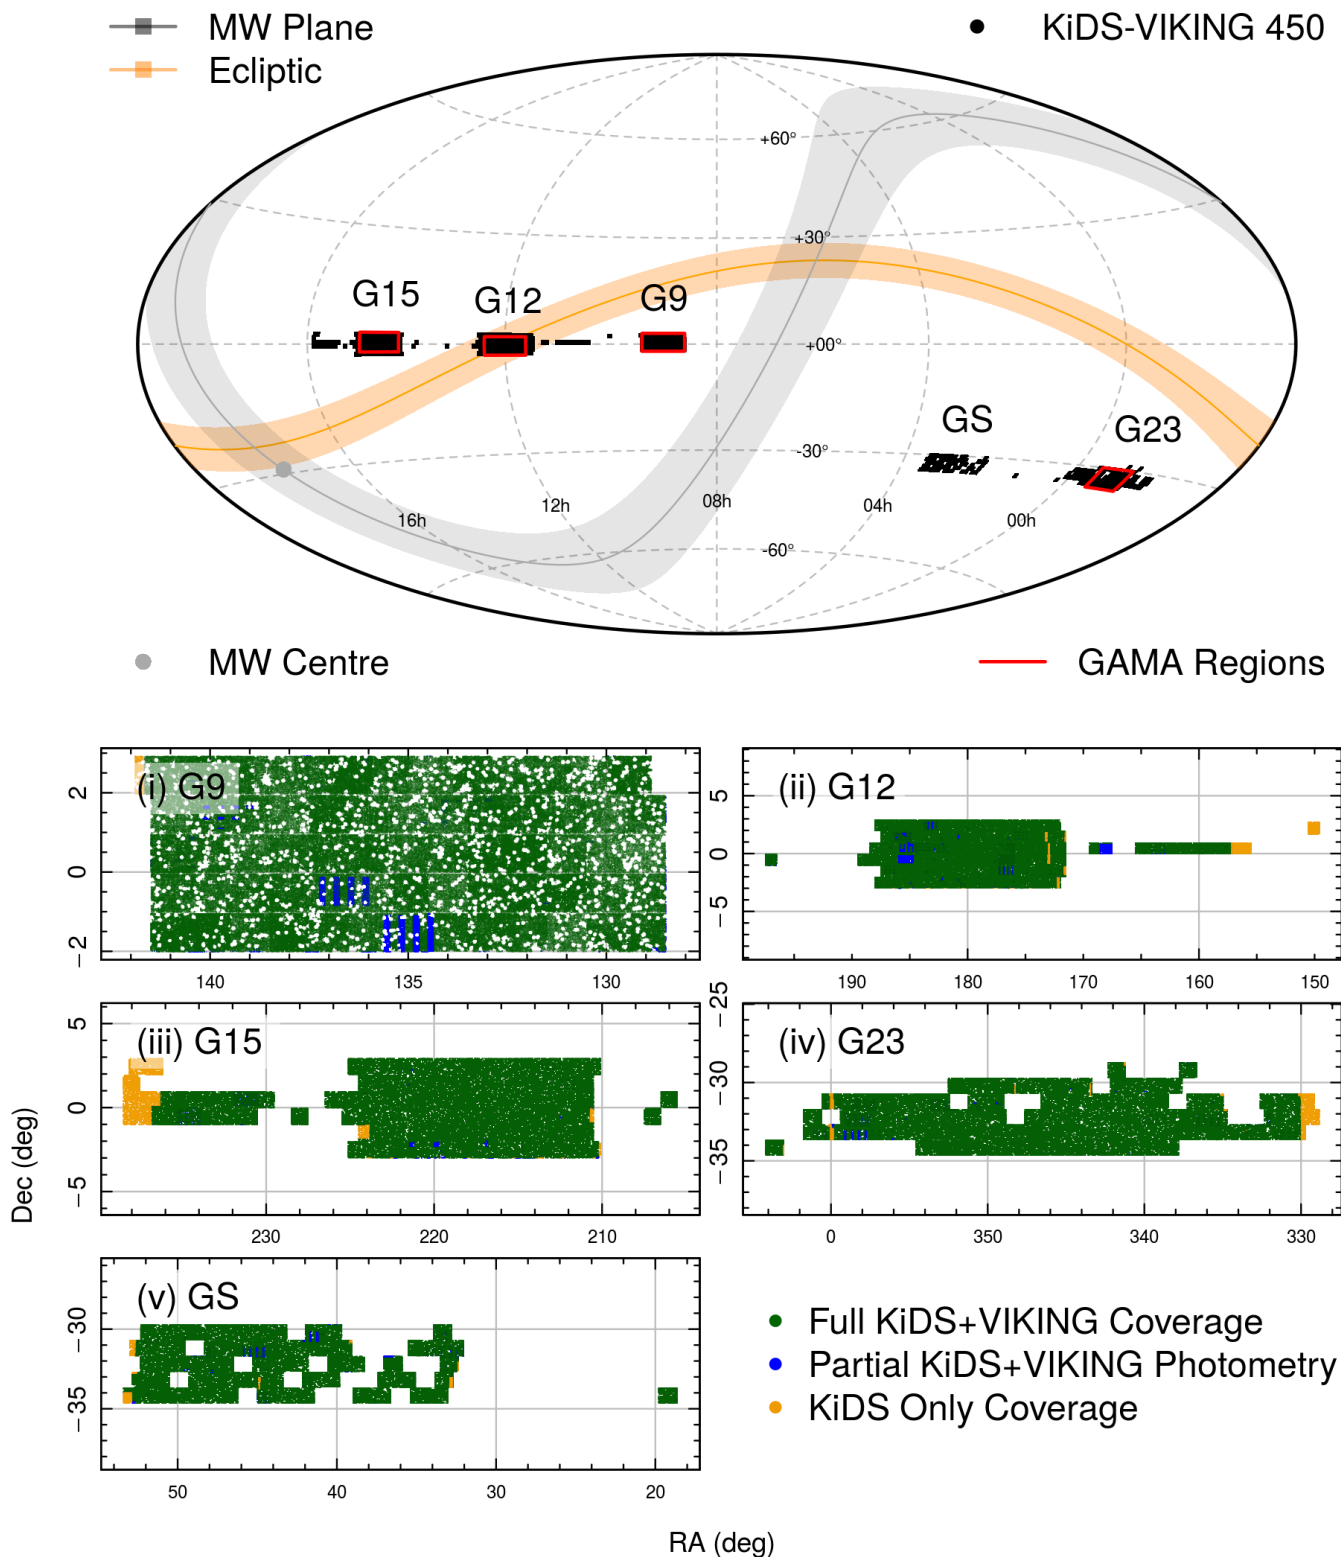 MW Plane
KiDS-VIKING 450
Ecliptic
+60°
+30°
G15
G12
G9
+00°
GS
G23
-30°
16h
12h
08h
04h
00h
-60°
MW Centre
GAMA Regions
(i) G9
2
0
−2
140
135
130
(ii) G12
5
0
−5
190
180
170
160
150
(iii) G15
5
0
−5
230
220
210
(iv) G23
−25
−30
−35
0
350
340
330
(v) GS
−30
−35
50
40
30
20
Full KiDS+VIKING Coverage
Partial KiDS+VIKING Photometry
KiDS Only Coverage
Dec (deg)
RA (deg)